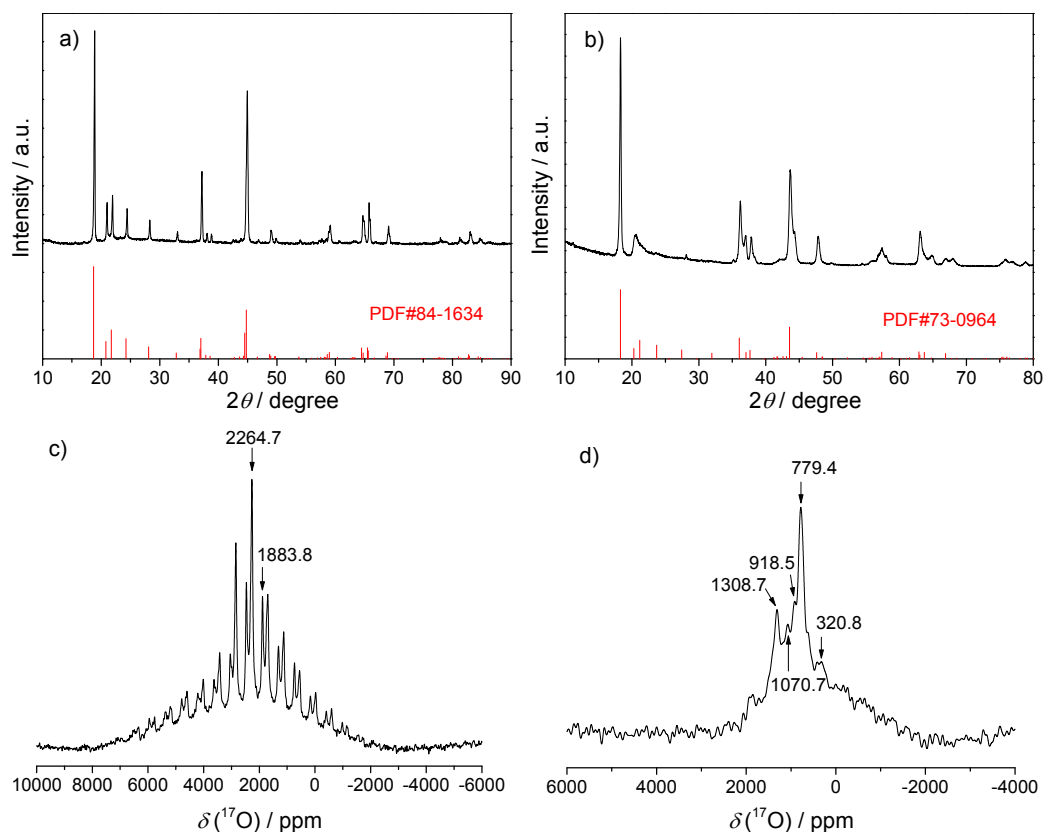 a)
Intensity / a.u.
PDF#84-1634
10 20 30 40 50 60 70 80 90
2θ / degree
b)
Intensity / a.u.
PDF#73-0964
10 20 30 40 50 60 70 80
2θ / degree
c)
2264.7
1883.8
10000 8000 6000 4000 2000 0 -2000 -4000 -6000
δ (¹⁷O) / ppm
d)
779.4
918.5
1308.7
320.8
1070.7
6000 4000 2000 0 -2000 -4000
δ (¹⁷O) / ppm